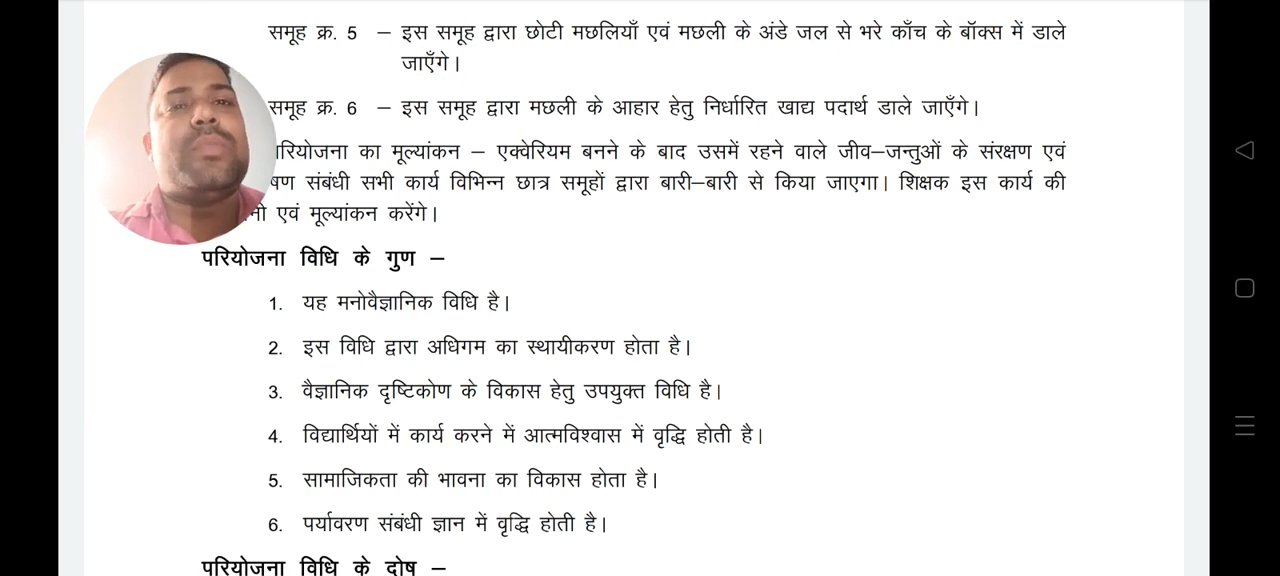 समूह क्र. 5 – इस समूह द्वारा छोटी मछलियाँ एवं मछली के अंडे जल से भरे काँच के बॉक्स में डाले
जाएँगे।
समूह क्र. 6 – इस समूह द्वारा मछली के आहार हेतु निर्धारित खाद्य पदार्थ डाले जाएँगे।
का मूल्यांकन – एक्वेरियम बनने के बाद उसमें रहने वाले जीव–जन्तुओं के संरक्षण एवं
संबंधी सभी कार्य विभिन्न छात्र समूहों द्वारा बारी–बारी से किया जाएगा। शिक्षक इस कार्य की
एवं मूल्यांकन करेंगे।
परियोजना विधि के गुण –
1. यह मनोवैज्ञानिक विधि है।
2. इस विधि द्वारा अधिगम का स्थायीकरण होता है।
3. वैज्ञानिक दृष्टिकोण के विकास हेतु उपयुक्त विधि है।
4. विद्यार्थियों में कार्य करने में आत्मविश्वास में वृद्धि होती है।
5. सामाजिकता की भावना का विकास होता है।
6. पर्यावरण संबंधी ज्ञान में वृद्धि होती है।
परियोजना विधि के दोष –